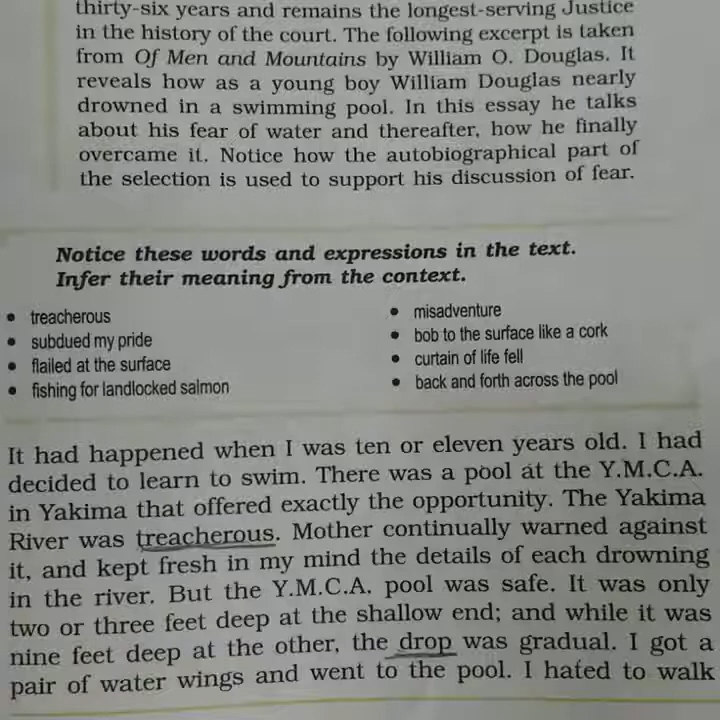 thirty-six years and remains the longest-serving Justice
in the history of the court. The following excerpt is taken
from Of Men and Mountains by William O. Douglas. It
reveals how as a young boy William Douglas nearly
drowned in a swimming pool. In this essay he talks
about his fear of water and thereafter, how he finally
overcame it. Notice how the autobiographical part of
the selection is used to support his discussion of fear.
Notice these words and expressions in the text.
Infer their meaning from the context.
• treacherous
• subdued my pride
• flailed at the surface
• fishing for landlocked salmon
• misadventure
• bob to the surface like a cork
• curtain of life fell
• back and forth across the pool
It had happened when I was ten or eleven years old. I had
decided to learn to swim. There was a pool at the Y.M.C.A.
in Yakima that offered exactly the opportunity. The Yakima
River was treacherous. Mother continually warned against
it, and kept fresh in my mind the details of each drowning
in the river. But the Y.M.C.A. pool was safe. It was only
two or three feet deep at the shallow end; and while it was
nine feet deep at the other, the drop was gradual. I got a
pair of water wings and went to the pool. I hated to walk